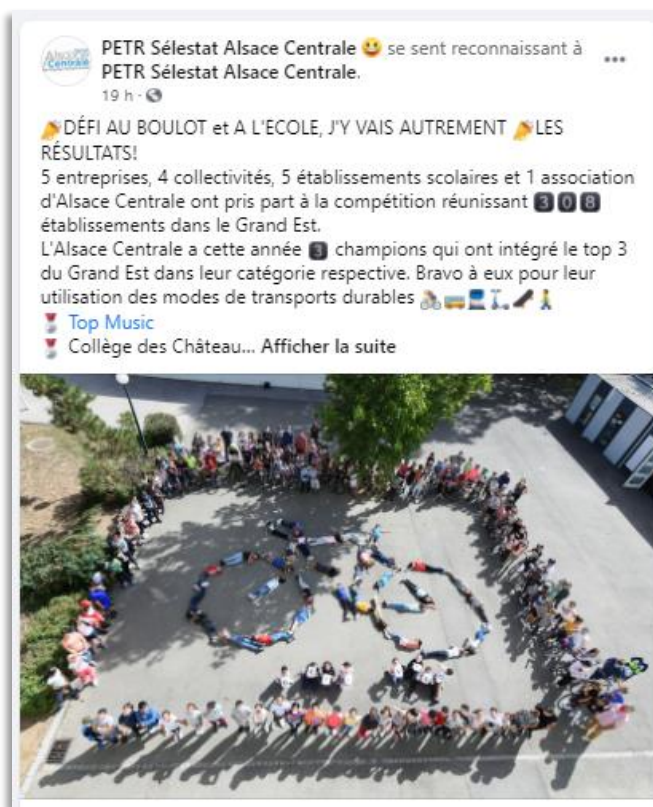 Alsace
Centrale
PETR Sélestat Alsace Centrale 😃 se sent reconnaissant à
PETR Sélestat Alsace Centrale.
19 h ·
🎉DÉFI AU BOULOT et A L'ECOLE, J'Y VAIS AUTREMENT 🎉LES
RÉSULTATS!
5 entreprises, 4 collectivités, 5 établissements scolaires et 1 association
d'Alsace Centrale ont pris part à la compétition réunissant 3️⃣0️⃣8️⃣
établissements dans le Grand Est.
L'Alsace Centrale a cette année 3️⃣ champions qui ont intégré le top 3
du Grand Est dans leur catégorie respective. Bravo à eux pour leur
utilisation des modes de transports durables 🚴🚃🚆🛴🛹🚶
🎖 Top Music
🎖 Collège des Château... Afficher la suite